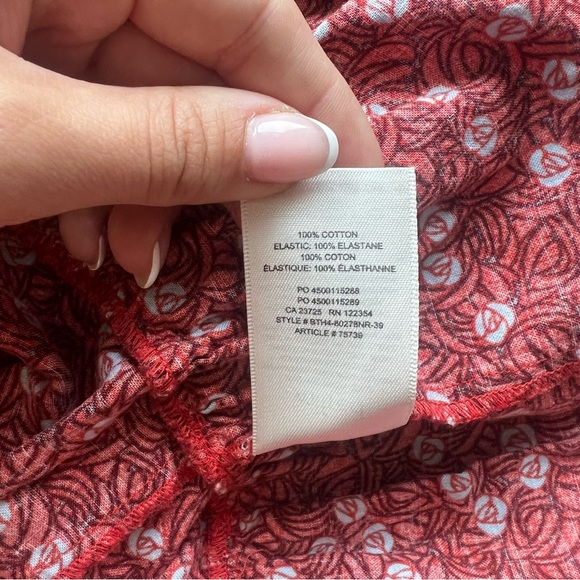 100% COTTON
ELASTIC: 100% ELASTANE
100% COTON
ÉLASTIQUE: 100% ÉLASTHANNE
PO 4500115288
PO 4500115289
CA 23725 RN 122354
STYLE # BTH4-80278NR-39
ARTICLE # 75739